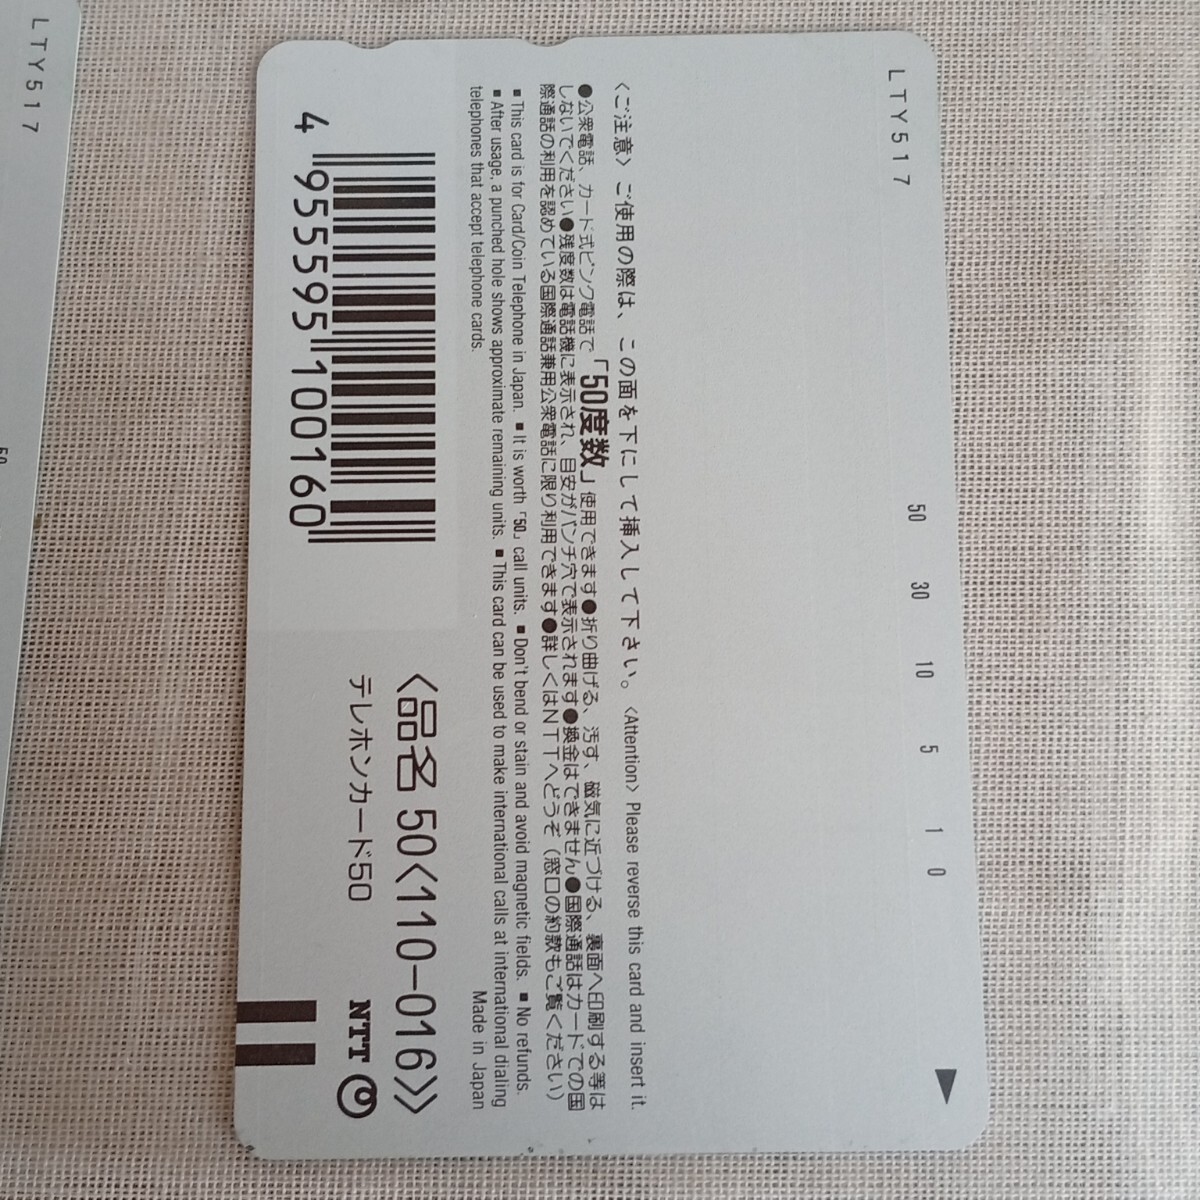 LTY517
LTY517
50
50 30 10 5 1 0
〈ご注意〉ご使用の際は、この面を下にして挿入して下さい。〈Attention〉Please reverse this card and insert it.
●公衆電話、カード式ピンク電話で「50度数」使用できます●折り曲げる、汚す、磁気に近づける、裏面へ印刷する等は
しないでください●残度数は電話機に表示され、目安がパンチ穴で表示されます●換金はできません●国際通話はカードでの国
際通話の利用を認めている国際通話兼用公衆電話に限り利用できます●詳しくはNTTへどうぞ（窓口の約款もご覧ください）
■This card is for Card/Coin Telephone in Japan. ■It is worth「50」call units. ■Don't bend or stain and avoid magnetic fields. ■No refunds.
■After usage, a punched hole shows approximate remaining units. ■This card can be used to make international calls at international dialing
telephones that accept telephone cards.
Made in Japan
〈品名 50〈110-016〉〉
テレホンカード50
NTT
4 955595 100160